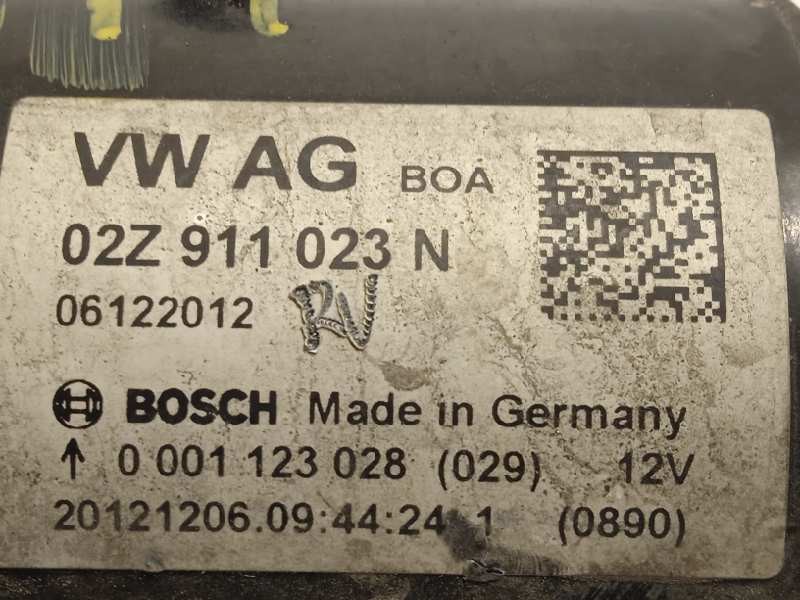 VW AG BOA
02Z 911 023 N
06122012
BOSCH Made in Germany
↑ 0 001 123 028 (029) 12V
20121206.09:44:24 1 (0890)